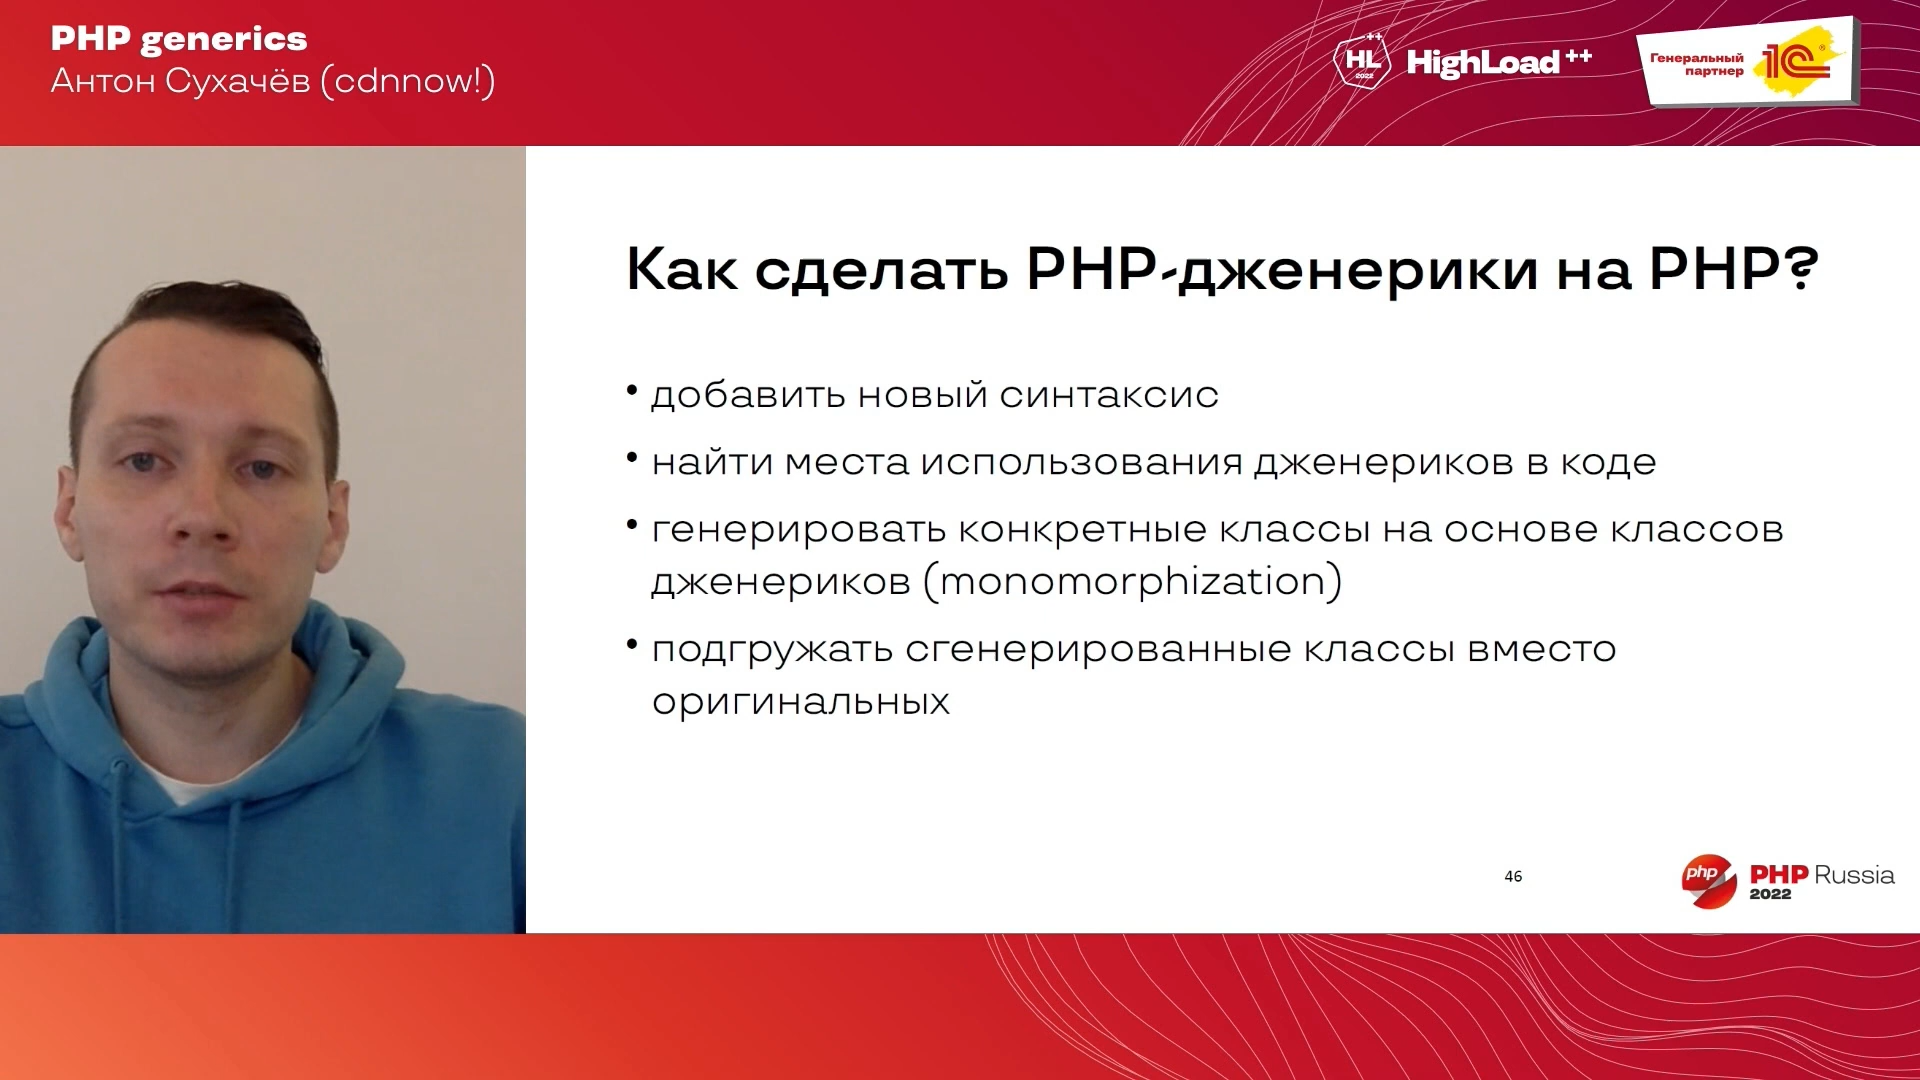 PHP generics
Антон Сухачёв (cdnnow!)
++
HL
2022
HighLoad ++
Генеральный
партнер
1С
®
Как сделать PHP-дженерики на PHP?
• добавить новый синтаксис
• найти места использования дженериков в коде
• генерировать конкретные классы на основе классов
дженериков (monomorphization)
• подгружать сгенерированные классы вместо
оригинальных
46
php
PHP Russia
2022